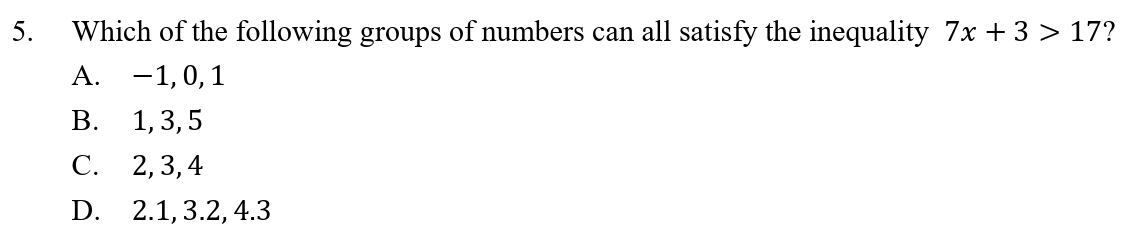 5. Which of the following groups of numbers can all satisfy the inequality 7𝑥 + 3 > 17?
A. −1, 0, 1
B. 1, 3, 5
C. 2, 3, 4
D. 2.1, 3.2, 4.3